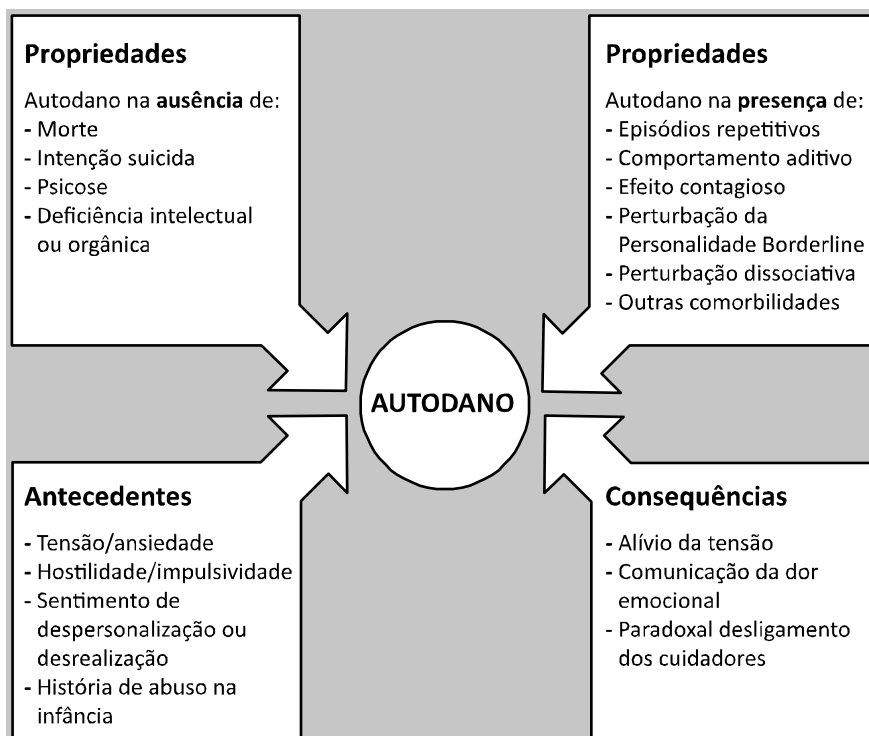 Propriedades
Autodano na ausência de:
- Morte
- Intenção suicida
- Psicose
- Deficiência intelectual
ou orgânica
Propriedades
Autodano na presença de:
- Episódios repetitivos
- Comportamento aditivo
- Efeito contagioso
- Perturbação da
Personalidade Borderline
- Perturbação dissociativa
- Outras comorbilidades
AUTODANO
Antecedentes
- Tensão/ansiedade
- Hostilidade/impulsividade
- Sentimento de
despersonalização ou
desrealização
- História de abuso na
infância
Consequências
- Alívio da tensão
- Comunicação da dor
emocional
- Paradoxal desligamento
dos cuidadores